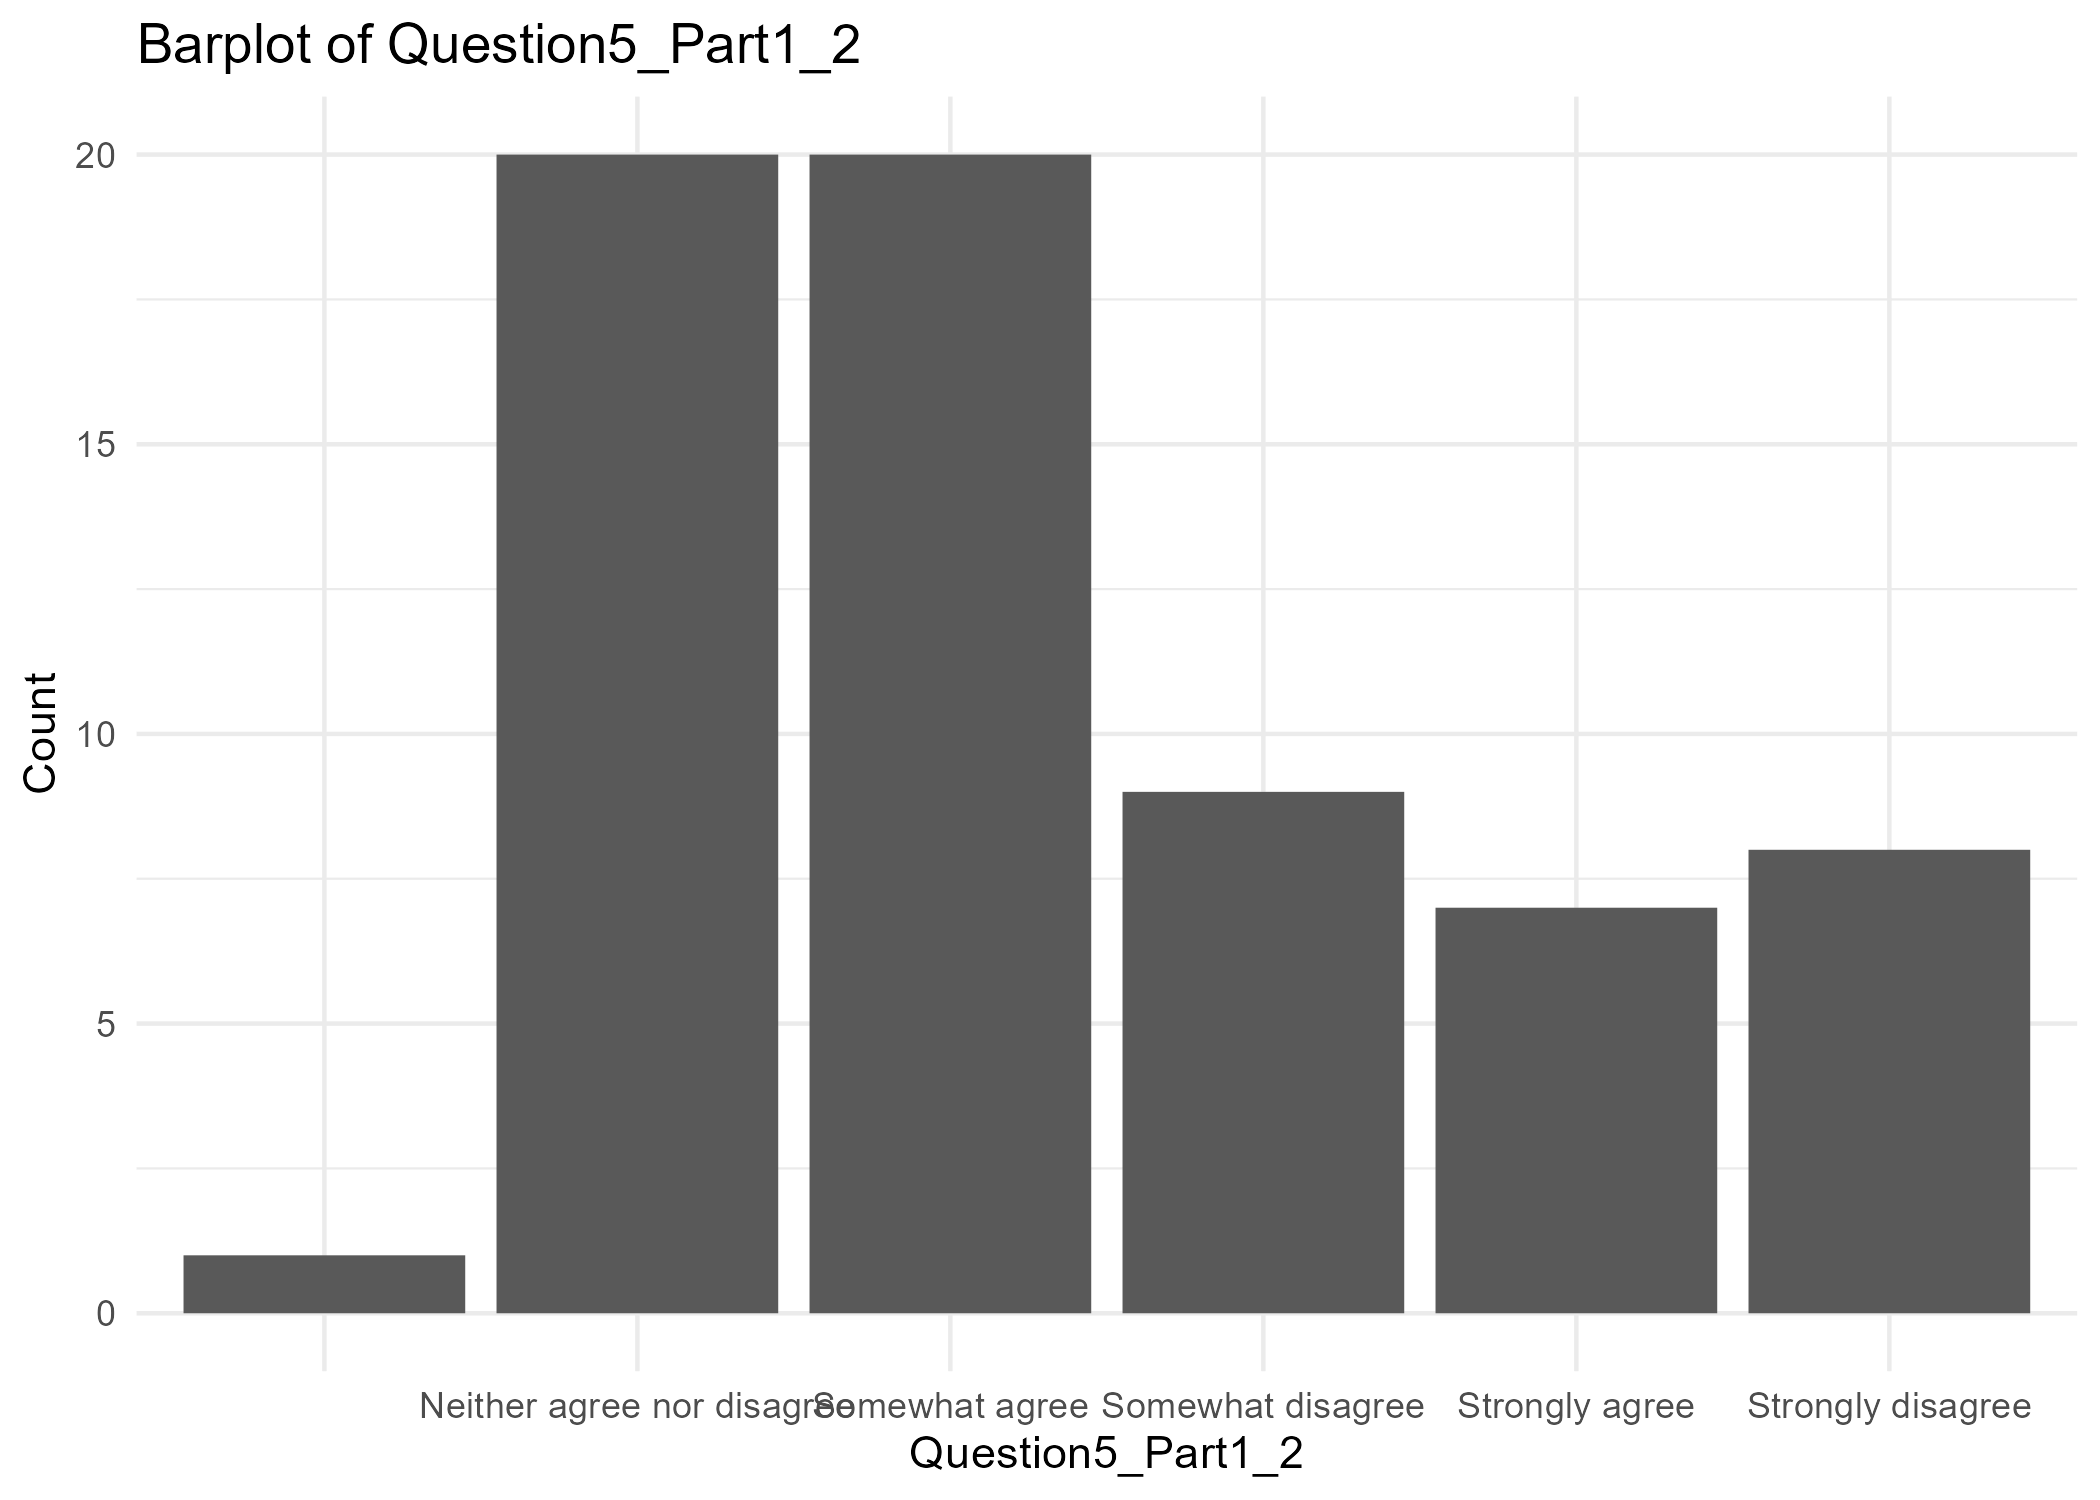 Barplot of Question5_Part1_2
20
15
10
5
0
Count
Neither agree nor disagree Somewhat agree Somewhat disagree Strongly agree Strongly disagree
Question5_Part1_2